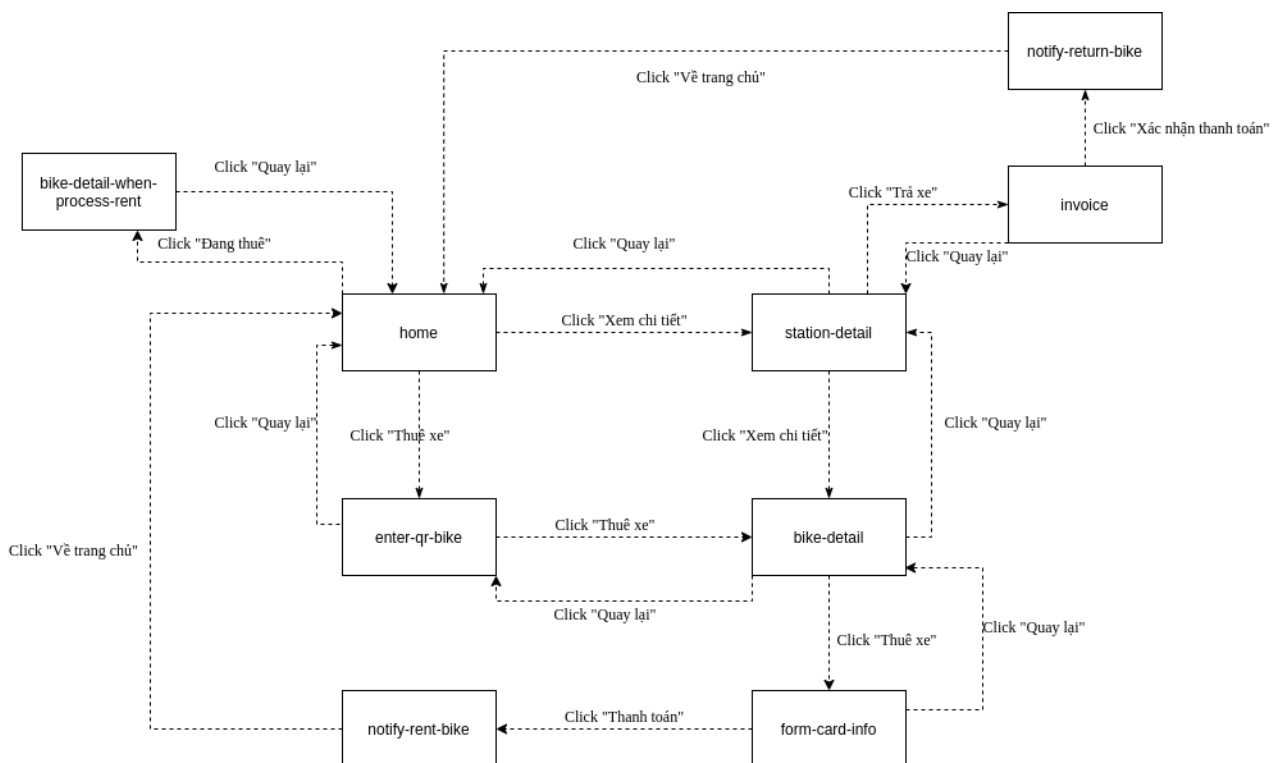 notify-return-bike
Click "Về trang chủ"
Click "Xác nhận thanh toán"
Click "Quay lại"
bike-detail-when-
process-rent
Click "Trả xe"
invoice
Click "Đang thuê"
Click "Quay lại"
Click "Quay lại"
home
Click "Xem chi tiết"
station-detail
Click "Quay lại"
Click "Thuê xe"
Click "Xem chi tiết"
Click "Quay lại"
enter-qr-bike
Click "Thuê xe"
bike-detail
Click "Về trang chủ"
Click "Quay lại"
Click "Thuê xe"
Click "Quay lại"
notify-rent-bike
Click "Thanh toán"
form-card-info